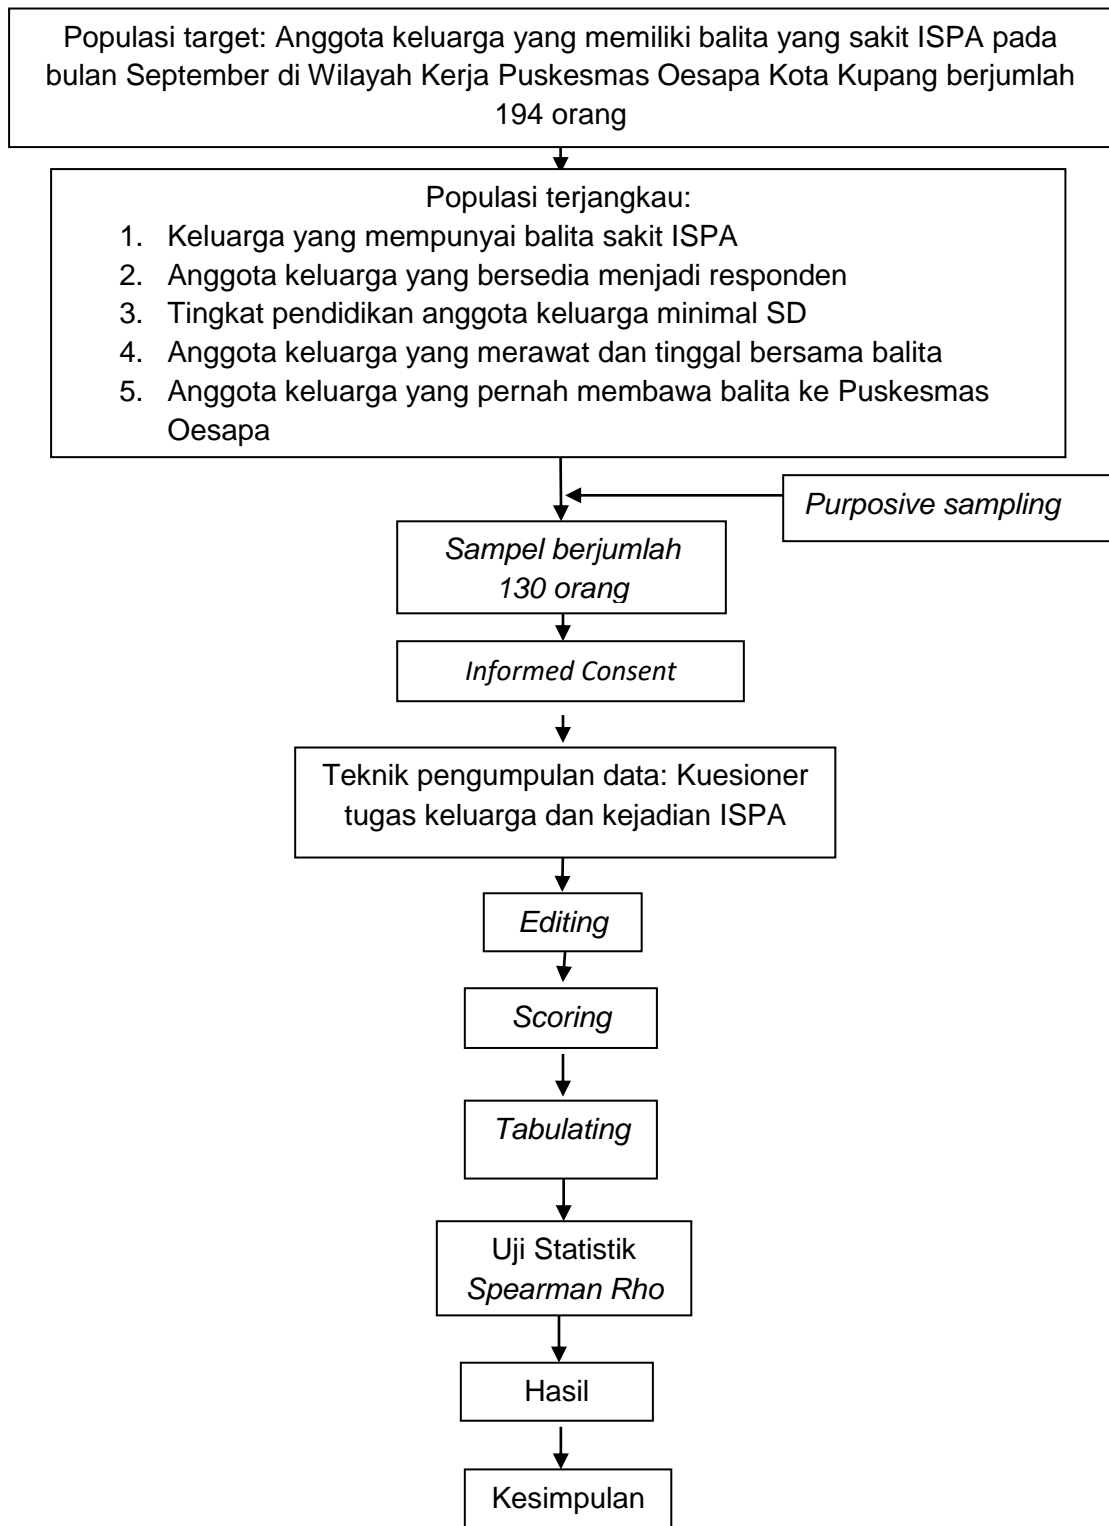 Populasi target: Anggota keluarga yang memiliki balita yang sakit ISPA pada
bulan September di Wilayah Kerja Puskesmas Oesapa Kota Kupang berjumlah
194 orang
Populasi terjangkau:
1. Keluarga yang mempunyai balita sakit ISPA
2. Anggota keluarga yang bersedia menjadi responden
3. Tingkat pendidikan anggota keluarga minimal SD
4. Anggota keluarga yang merawat dan tinggal bersama balita
5. Anggota keluarga yang pernah membawa balita ke Puskesmas
Oesapa
Purposive sampling
Sampel berjumlah
130 orang
Informed Consent
Teknik pengumpulan data: Kuesioner
tugas keluarga dan kejadian ISPA
Editing
Scoring
Tabulating
Uji Statistik
Spearman Rho
Hasil
Kesimpulan